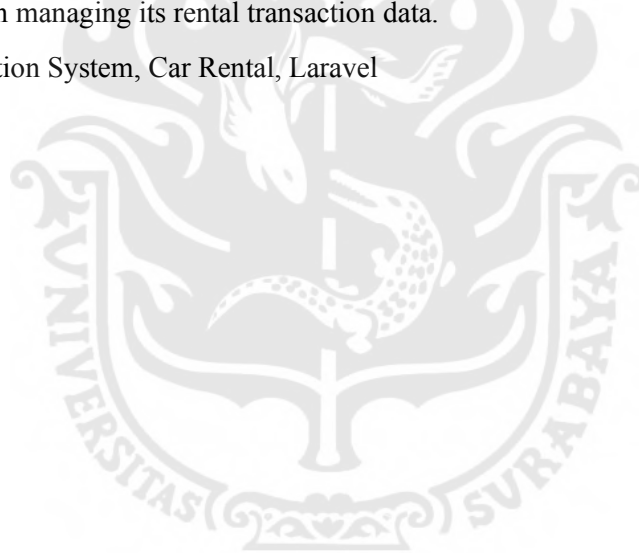 managing its rental transaction data.
tion System, Car Rental, Laravel
UNIVERSITAS SURABAYA